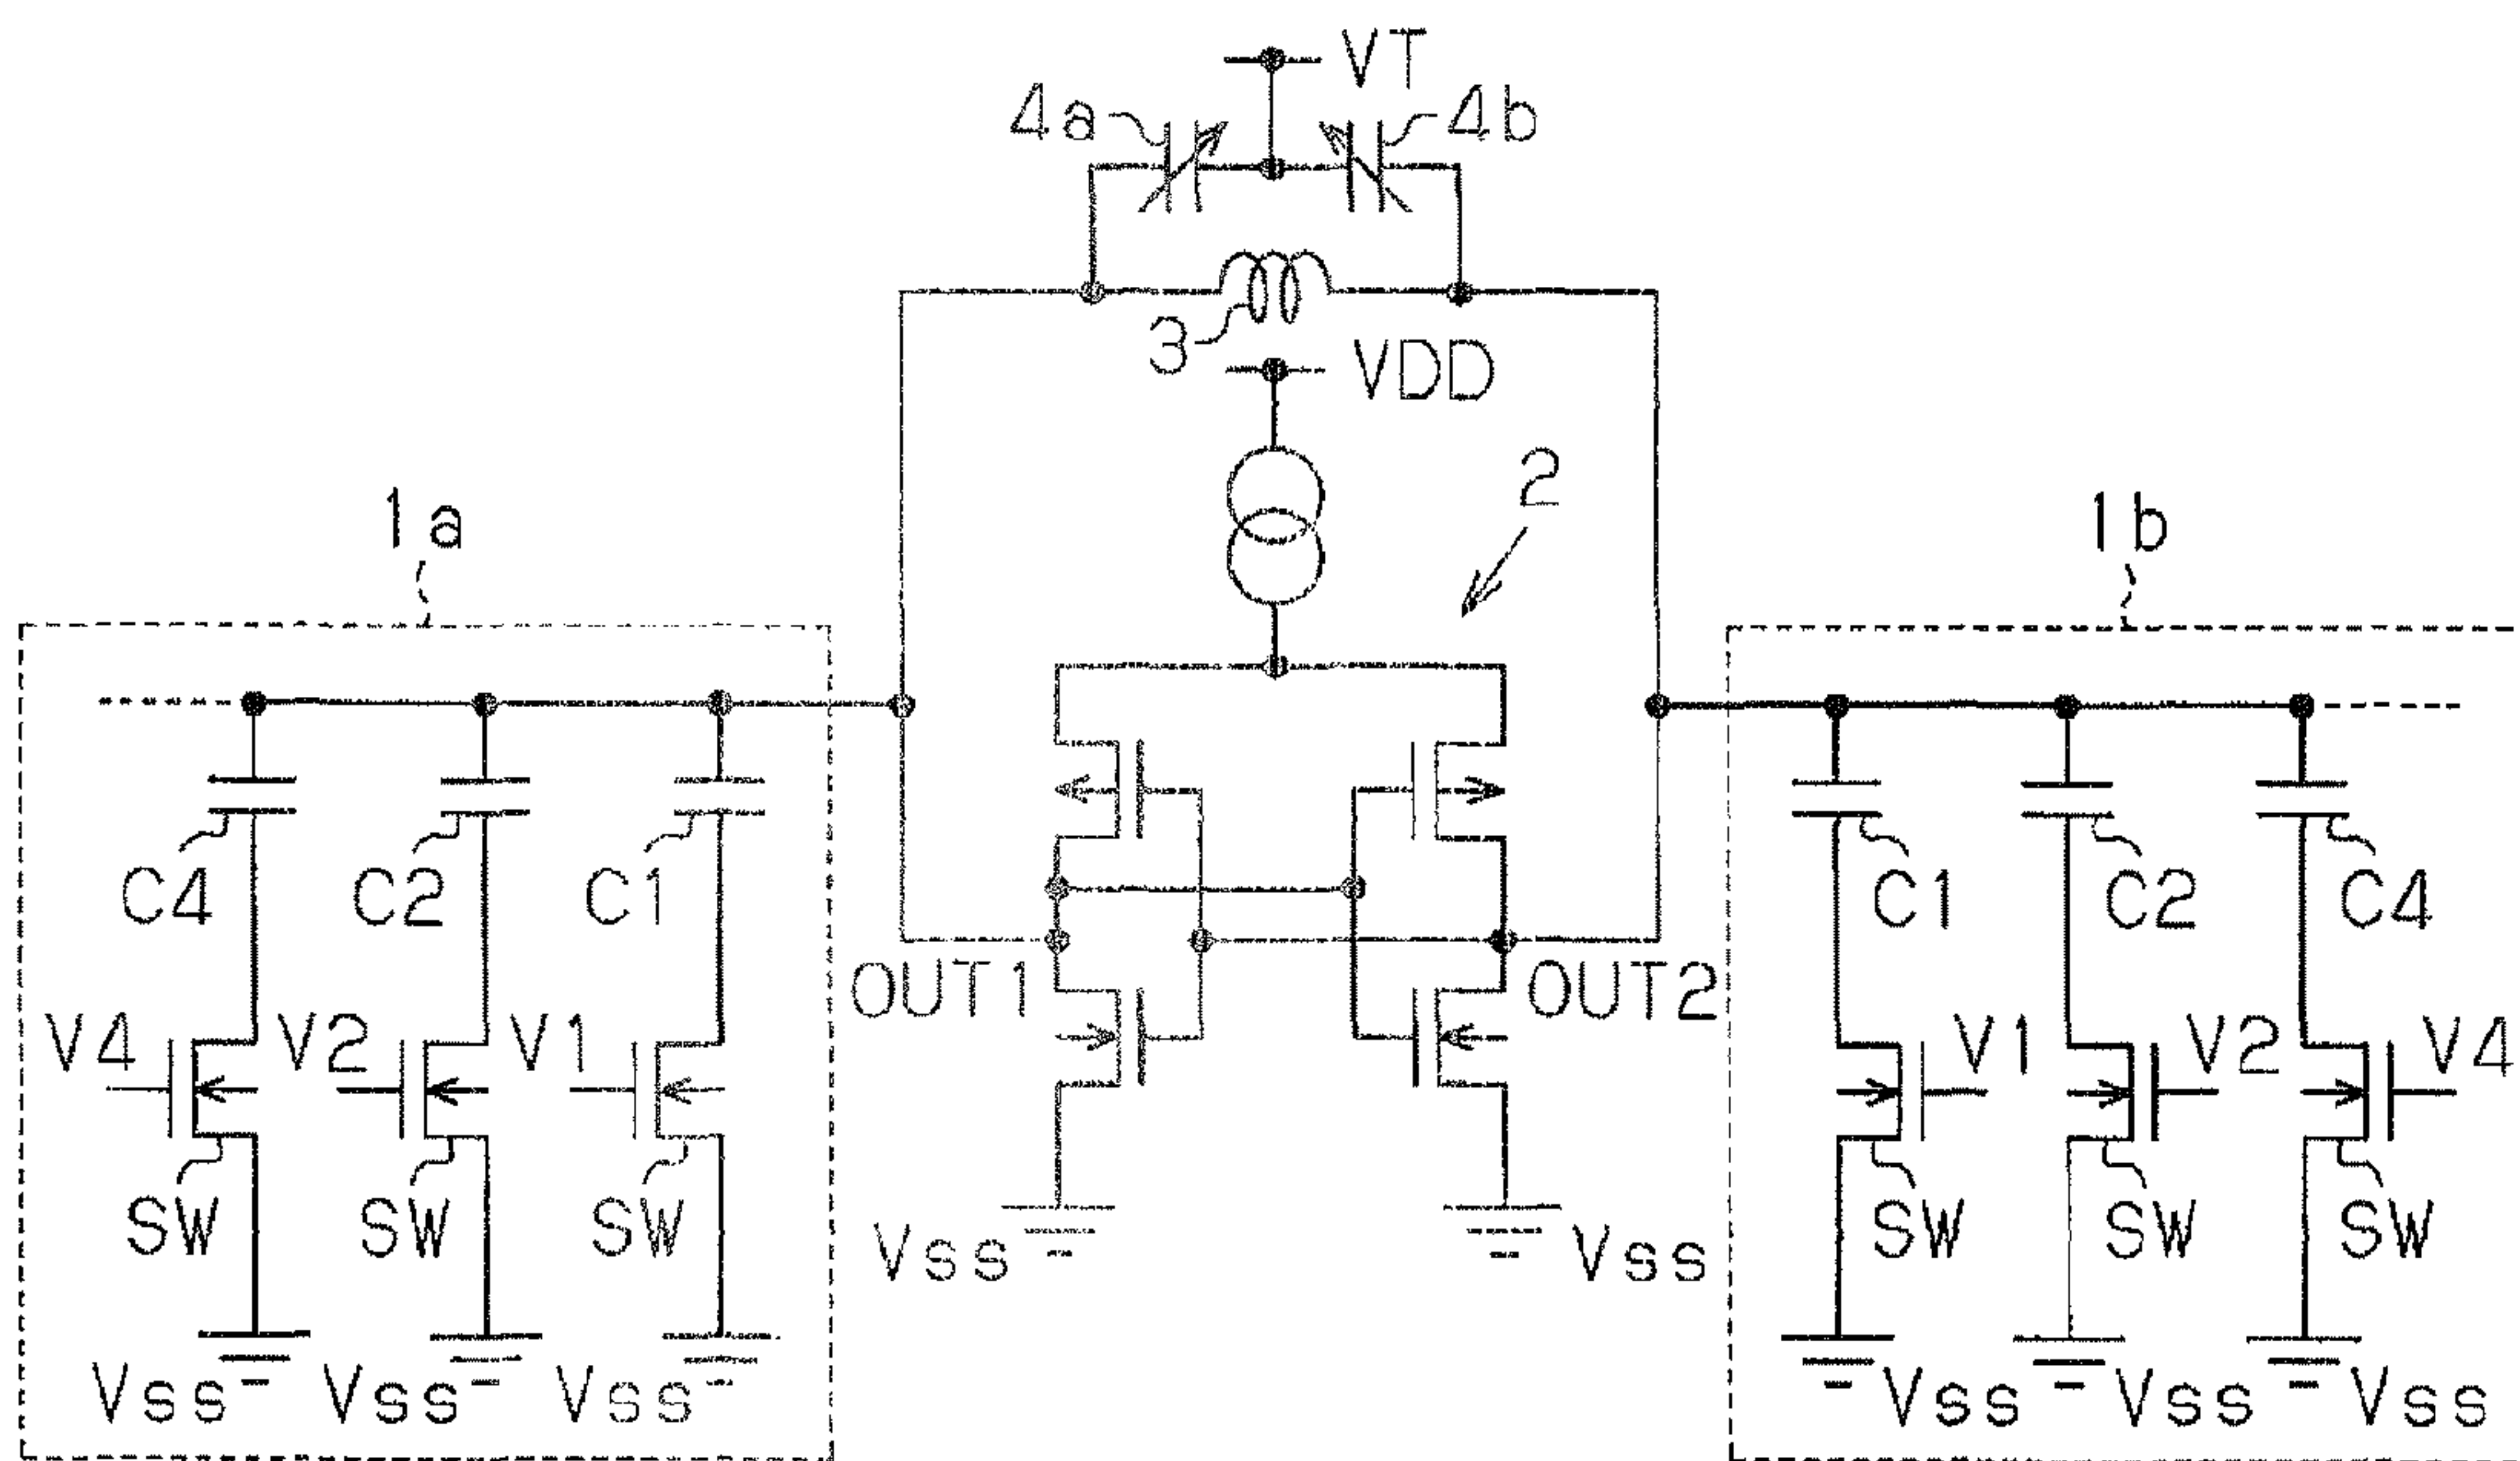 VT
4a 4b
3
VDD
2
1a 1b
C4 C2 C1 C1 C2 C4
OUT1 OUT2
V4 V2 V1 V1 V2 V4
SW SW SW SW SW SW
Vss Vss
Vss Vss Vss Vss Vss Vss